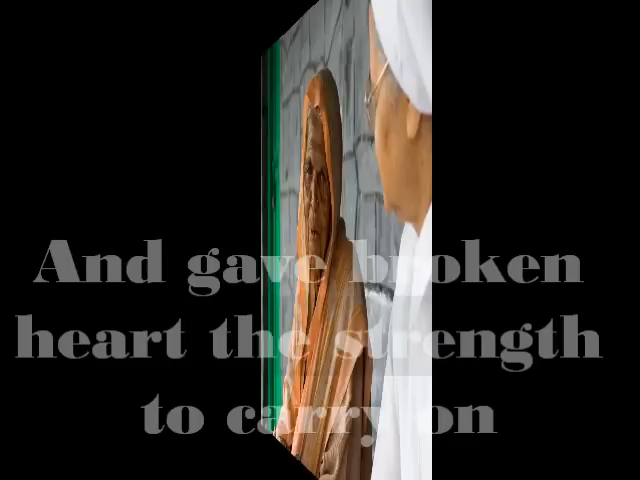 And gave broken
heart the strength
to carry on